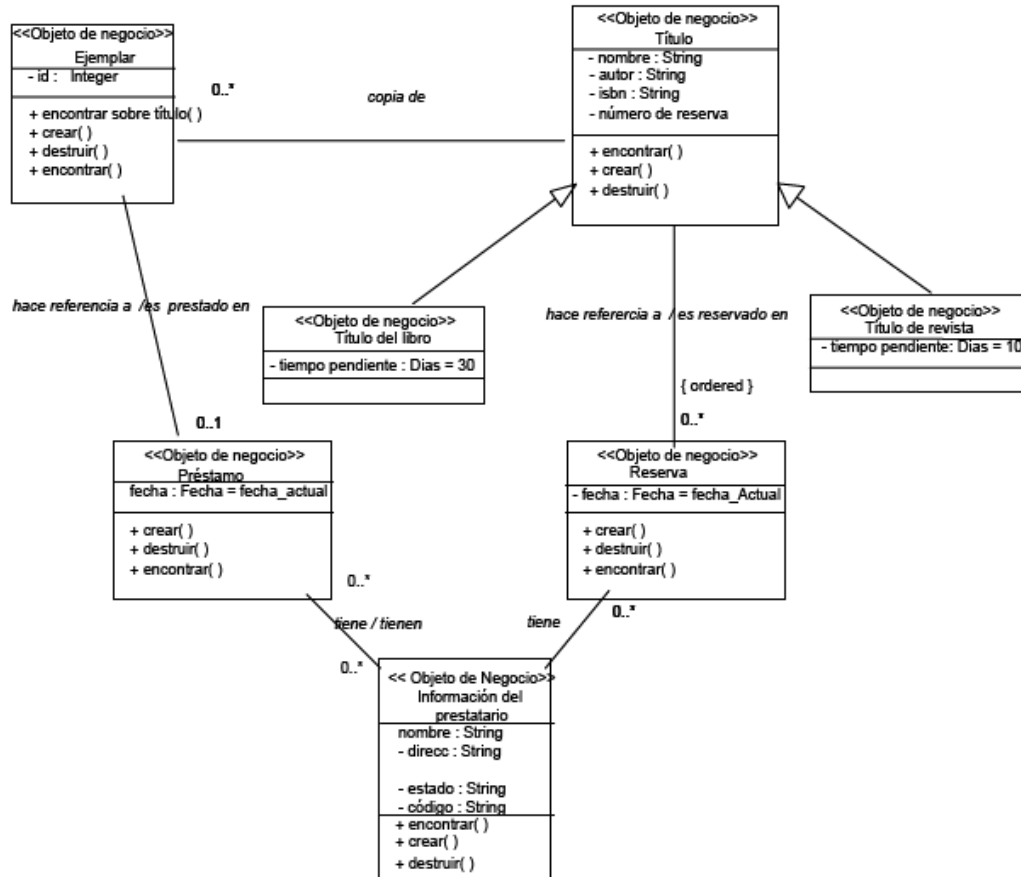 <<Objeto de negocio>>
Ejemplar
- id : Integer
+ encontrar sobre título( )
+ crear( )
+ destruir( )
+ encontrar( )
0..*
copia de
<<Objeto de negocio>>
Título
- nombre : String
- autor : String
- isbn : String
- número de reserva
+ encontrar( )
+ crear( )
+ destruir( )
hace referencia a /es prestado en
<<Objeto de negocio>>
Título del libro
- tiempo pendiente : Dias = 30
hace referencia a / es reservado en
<<Objeto de negocio>>
Título de revista
- tiempo pendiente: Dias = 10
{ ordered }
0..1
0..*
<<Objeto de negocio>>
Préstamo
fecha : Fecha = fecha_actual
+ crear( )
+ destruir( )
+ encontrar( )
<<Objeto de negocio>>
Reserva
- fecha : Fecha = fecha_Actual
+ crear( )
+ destruir( )
+ encontrar( )
0..*
tiene / tienen
0..*
tiene
0..*
<< Objeto de Negocio>>
Información del
prestatario
nombre : String
- direcc : String
- estado : String
- código : String
+ encontrar( )
+ crear( )
+ destruir( )